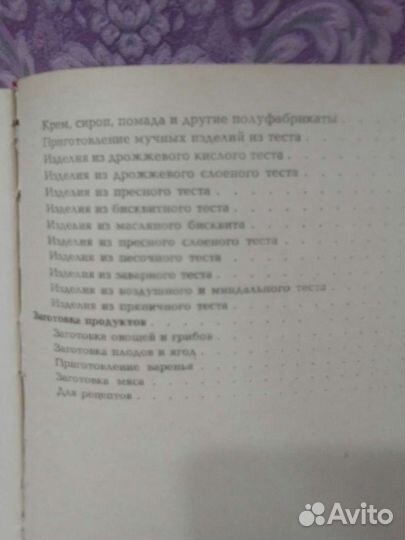 Крем, сироп, помада и другие полуфабрикаты
Приготовление мучных изделий из теста
Изделия из дрожжевого кислого теста
Изделия из дрожжевого слоеного теста
Изделия из пресного теста
Изделия из бисквитного теста
Изделия из масляного бисквита
Изделия из пресного слоеного теста
Изделия из песочного теста
Изделия из заварного теста
Изделия из воздушного и миндального теста
Изделия из пряничного теста
Заготовка продуктов
Заготовка овощей и грибов
Заготовка плодов и ягод
Приготовление варенья
Заготовка мяса
Для рецептов
Avito